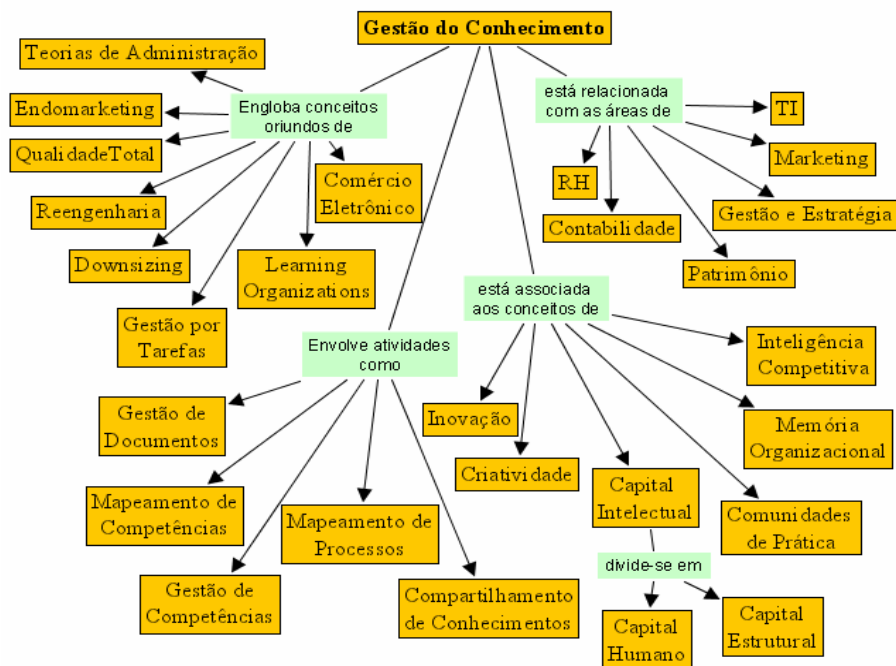 Gestão do Conhecimento
Teorias de Administração
Endomarketing
QualidadeTotal
Reengenharia
Downsizing
Gestão por
Tarefas
Engloba conceitos
oriundos de
Comércio
Eletrônico
Learning
Organizations
está relacionada
com as áreas de
TI
Marketing
RH
Contabilidade
Gestão e Estratégia
Patrimônio
está associada
aos conceitos de
Inteligência
Competitiva
Inovação
Criatividade
Memória
Organizacional
Capital
Intelectual
Comunidades
de Prática
divide-se em
Capital
Humano
Capital
Estrutural
Envolve atividades
como
Gestão de
Documentos
Mapeamento de
Competências
Mapeamento de
Processos
Gestão de
Competências
Compartilhamento
de Conhecimentos